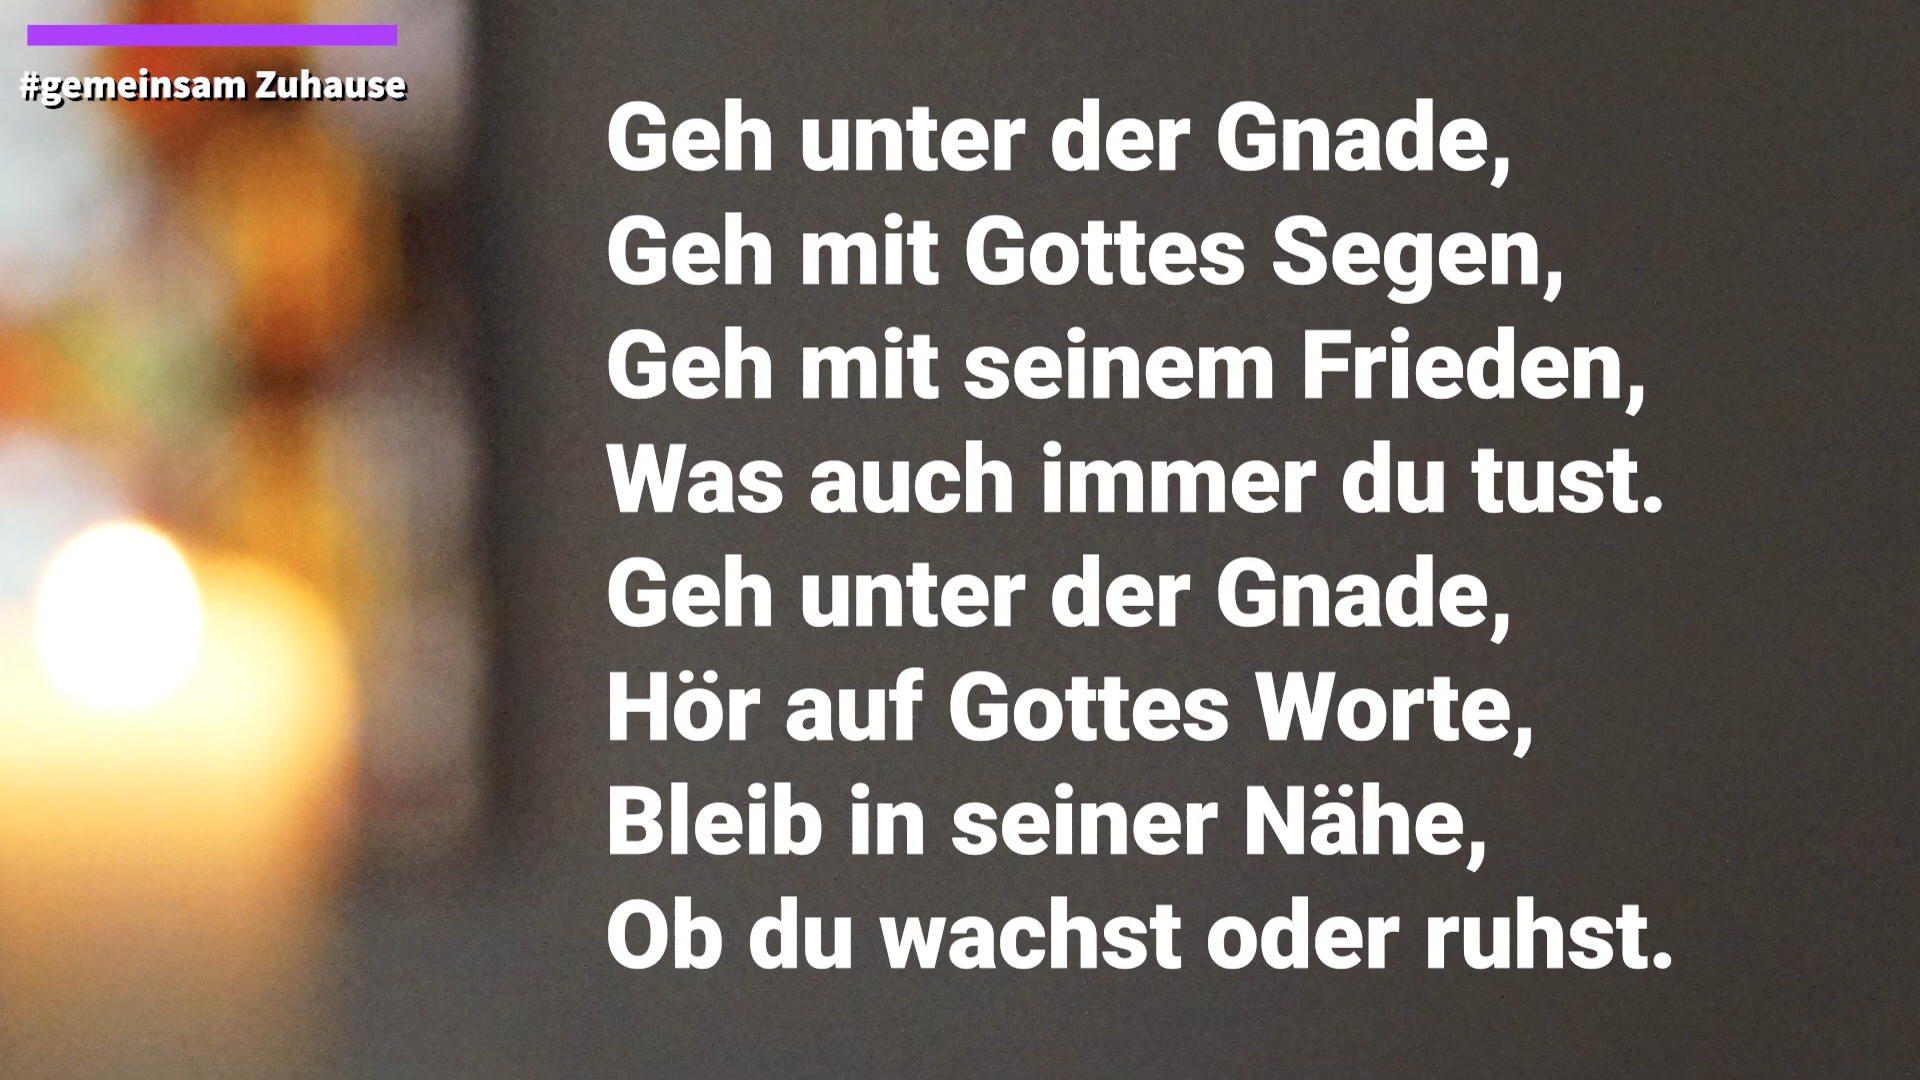 #gemeinsam Zuhause
Geh unter der Gnade,
Geh mit Gottes Segen,
Geh mit seinem Frieden,
Was auch immer du tust.
Geh unter der Gnade,
Hör auf Gottes Worte,
Bleib in seiner Nähe,
Ob du wachst oder ruhst.